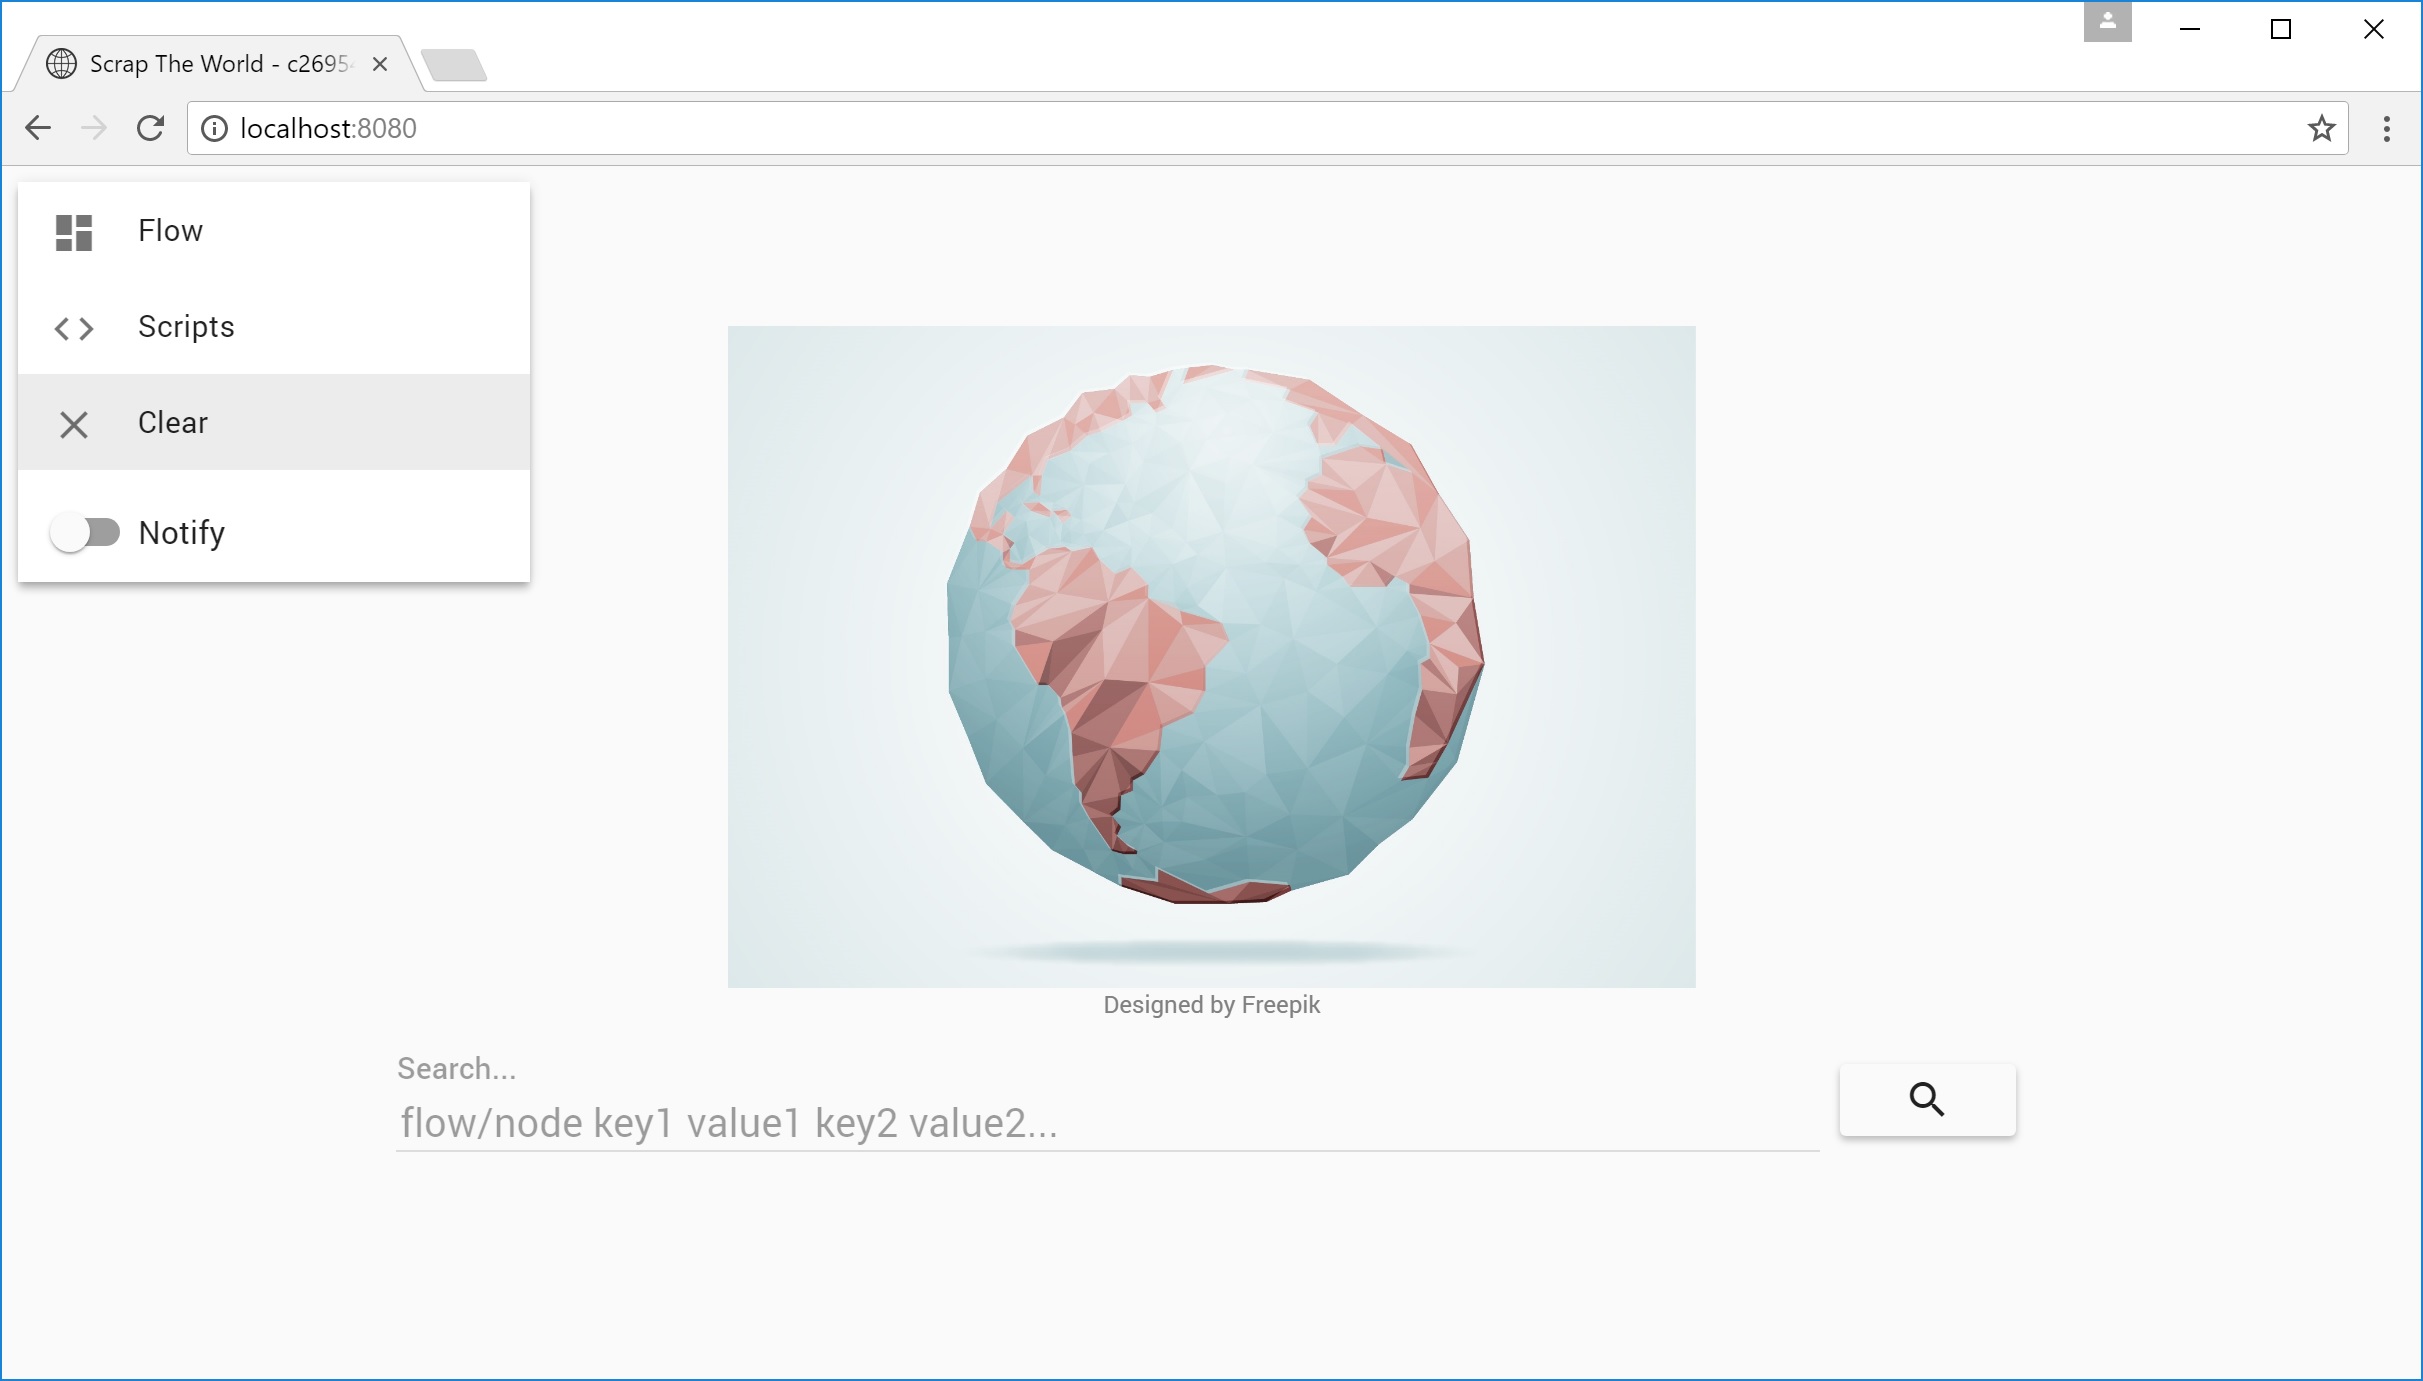 Scrap The World - c2695
localhost:8080
Flow
Scripts
Clear
Notify
Designed by Freepik
Search...
flow/node key1 value1 key2 value2...